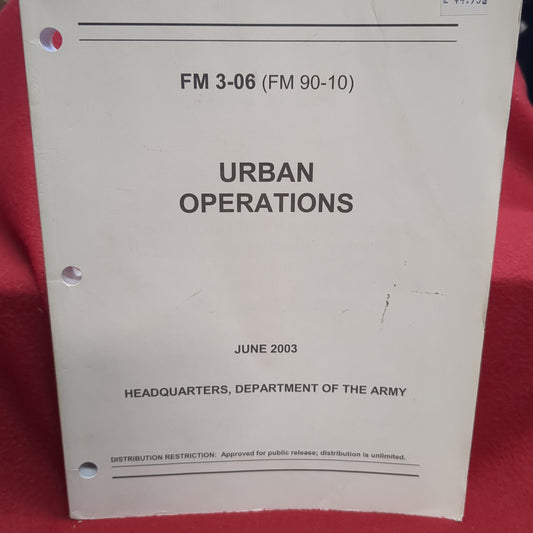 FM 3-06 (FM 90-10)
URBAN
OPERATIONS
JUNE 2003
HEADQUARTERS, DEPARTMENT OF THE ARMY
DISTRIBUTION RESTRICTION: Approved for public release; distribution is unlimited.